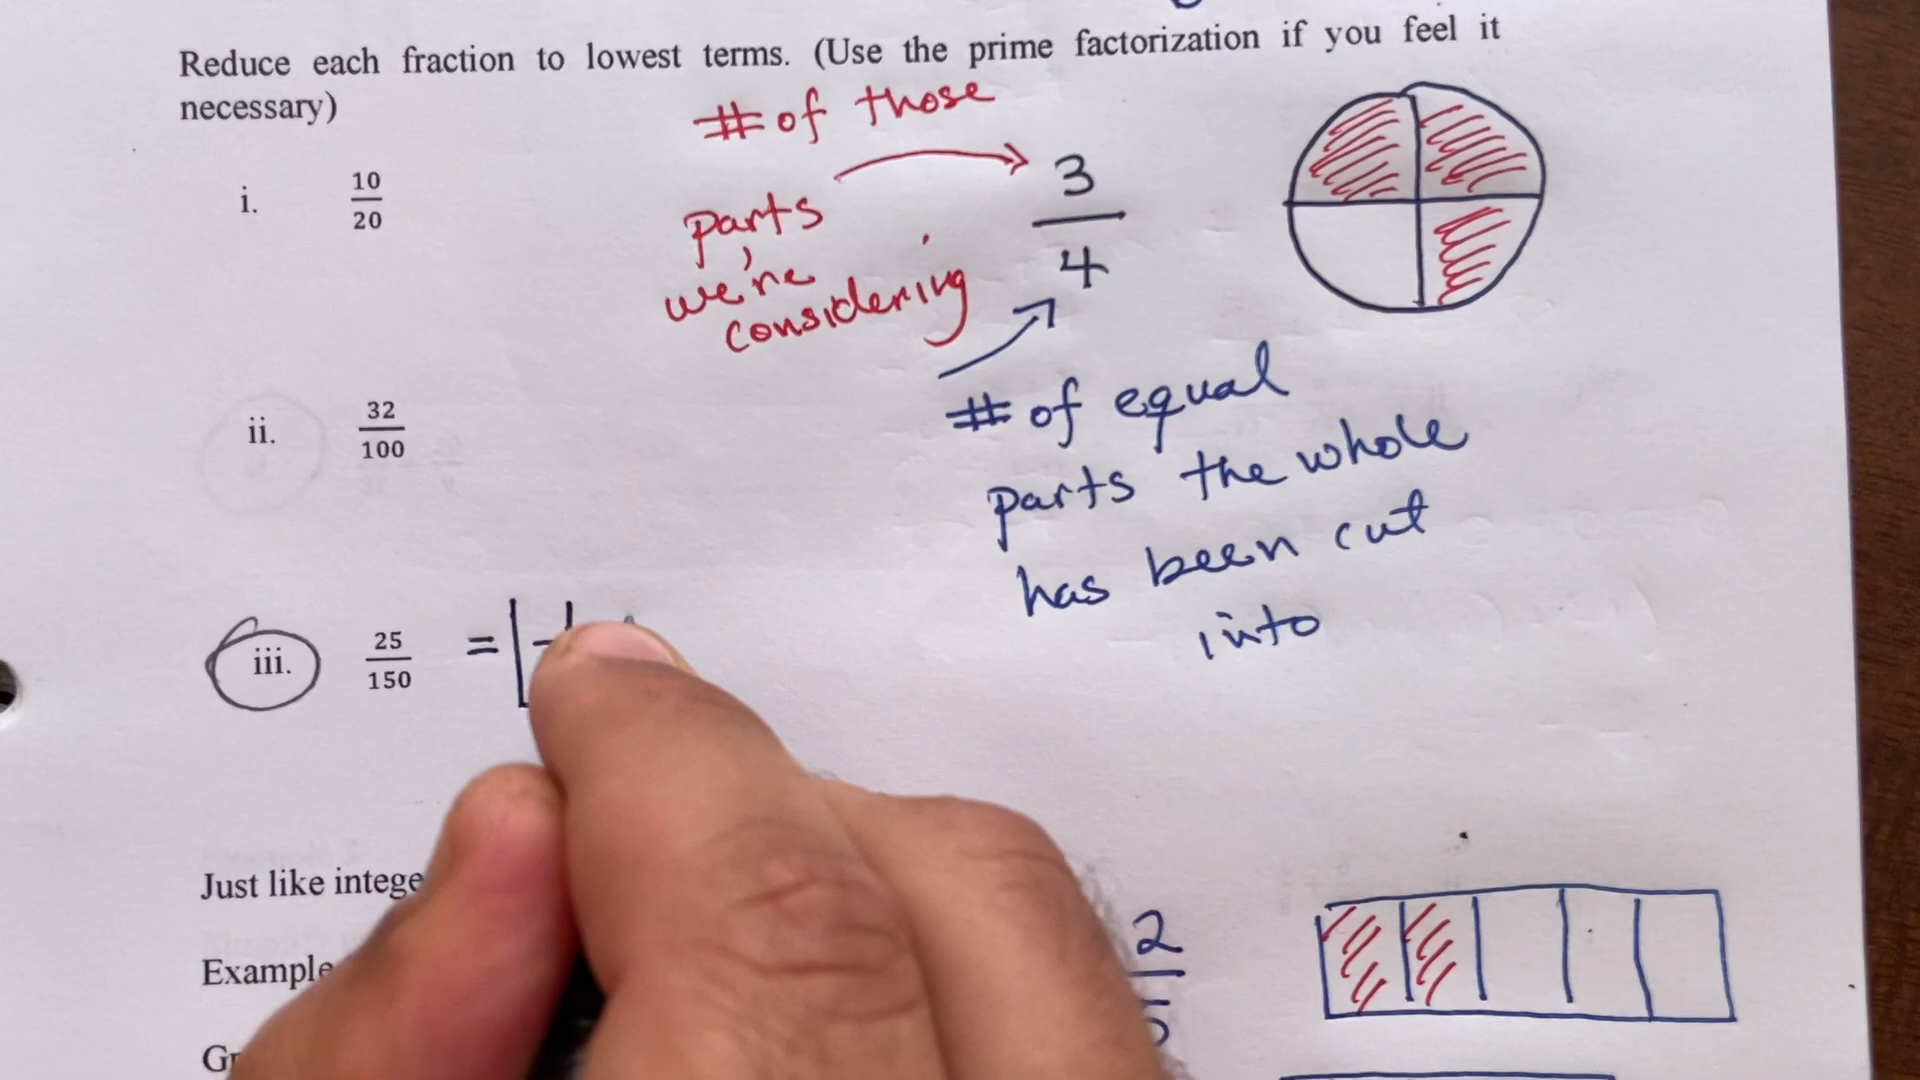 Reduce each fraction to lowest terms. (Use the prime factorization if you feel it
necessary)
# of those
parts
we're
considering
3
4
i. 10/20
# of equal
parts the whole
has been cut
into
ii. 32/100
iii. 25/150 =
Just like intege
Example
2
5
Gr